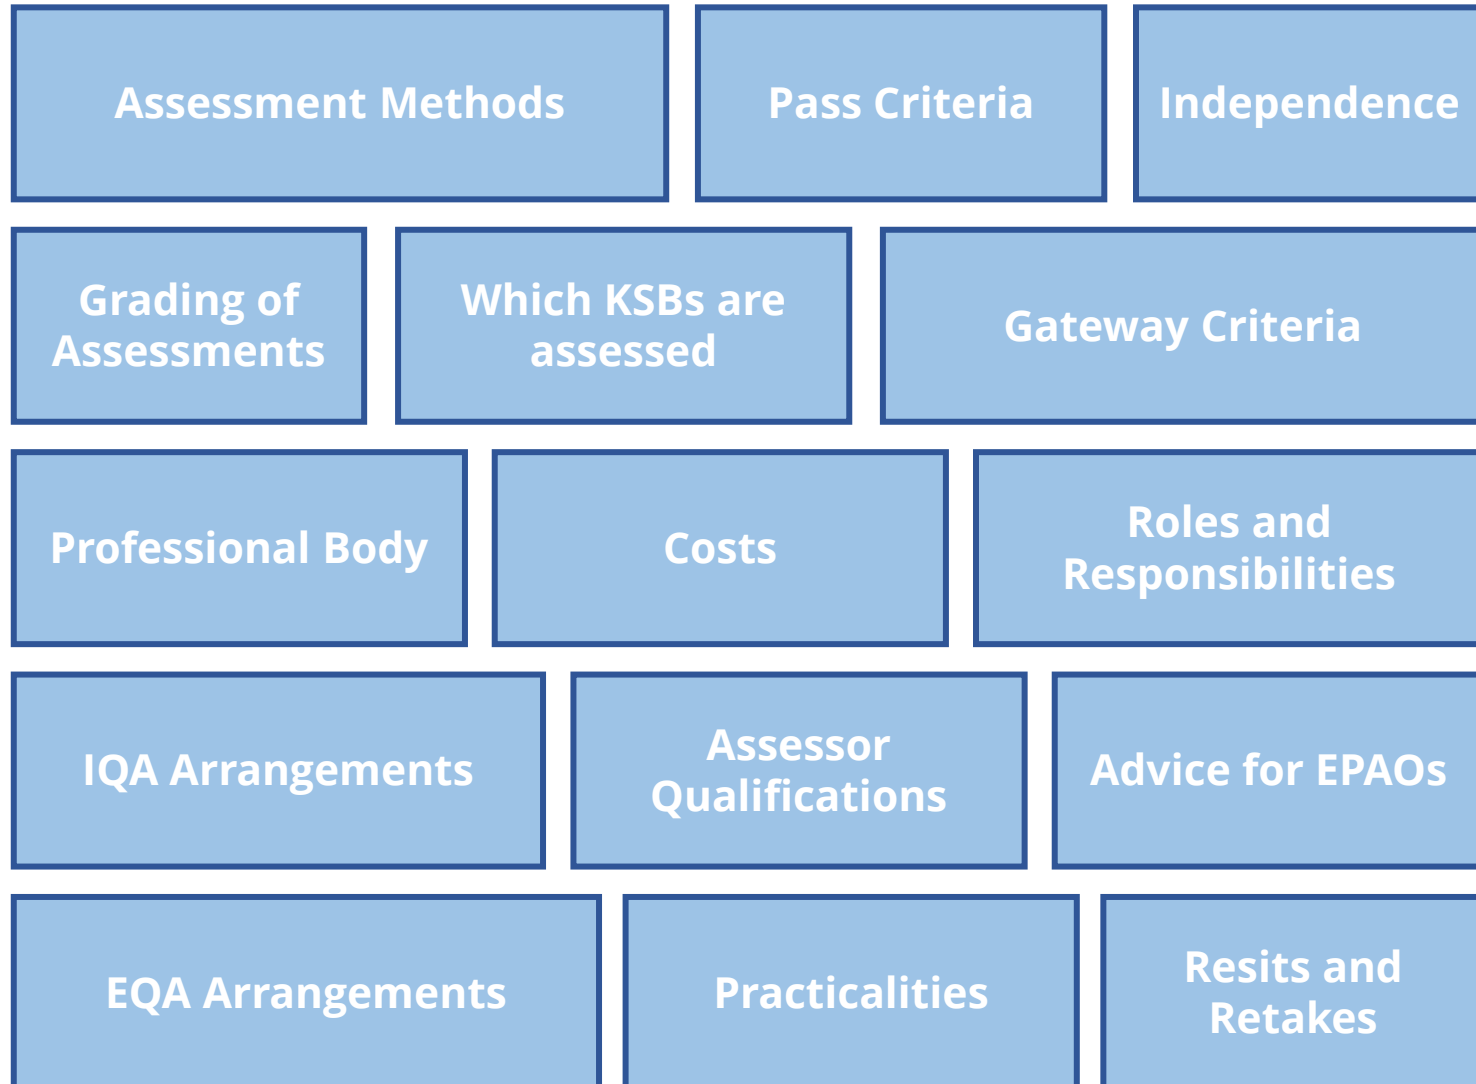 Assessment Methods
Pass Criteria
Independence
Grading of
Assessments
Which KSBs are
assessed
Gateway Criteria
Professional Body
Costs
Roles and
Responsibilities
IQA Arrangements
Assessor
Qualifications
Advice for EPAOs
EQA Arrangements
Practicalities
Resits and
Retakes